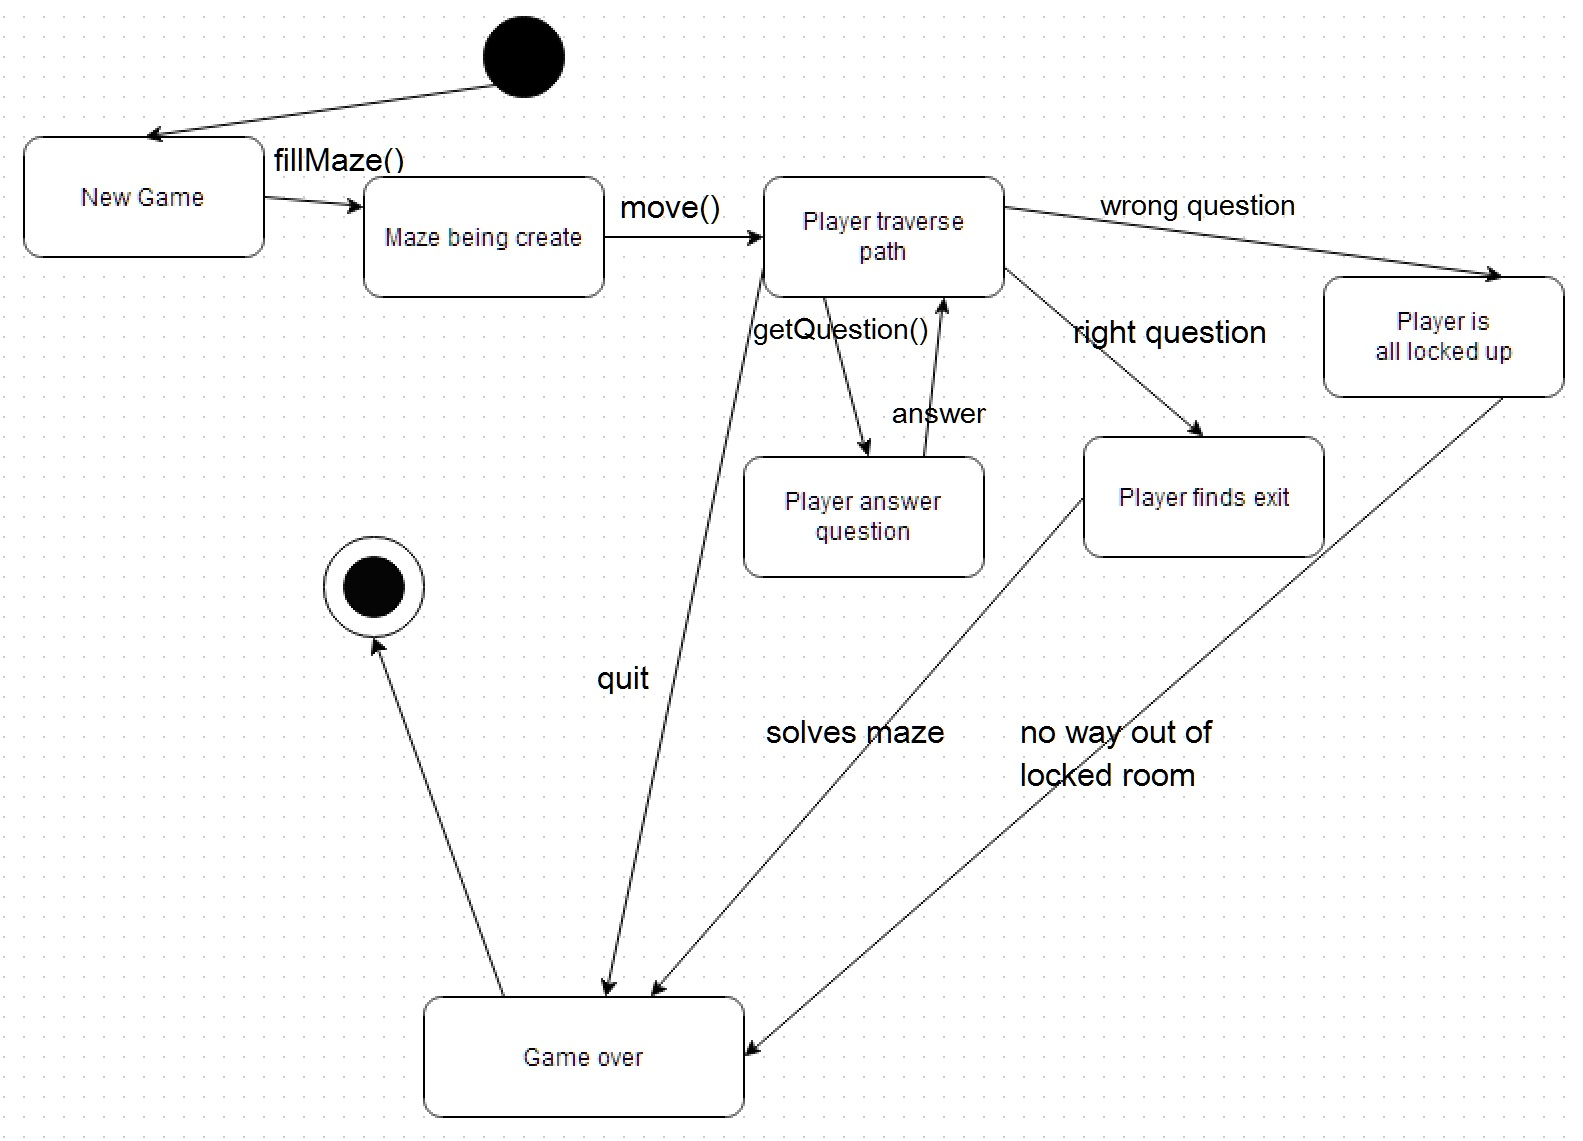 New Game
fillMaze()
Maze being create
move()
Player traverse
path
wrong question
Player is
all locked up
getQuestion()
right question
answer
Player answer
question
Player finds exit
quit
solves maze
no way out of
locked room
Game over